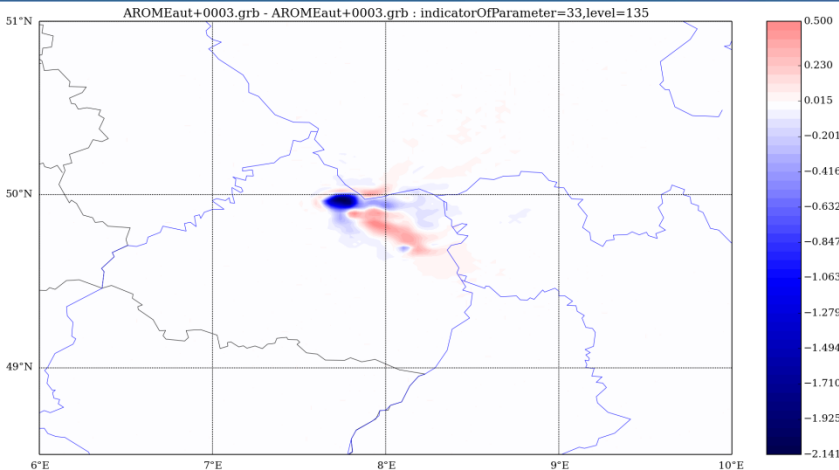 AROMEaut+0003.grb - AROMEaut+0003.grb : indicatorOfParameter=33,level=135
51°N
50°N
49°N
6°E 7°E 8°E 9°E 10°E
0.500
0.230
0.015
−0.201
−0.416
−0.632
−0.847
−1.063
−1.279
−1.494
−1.710
−1.925
−2.141